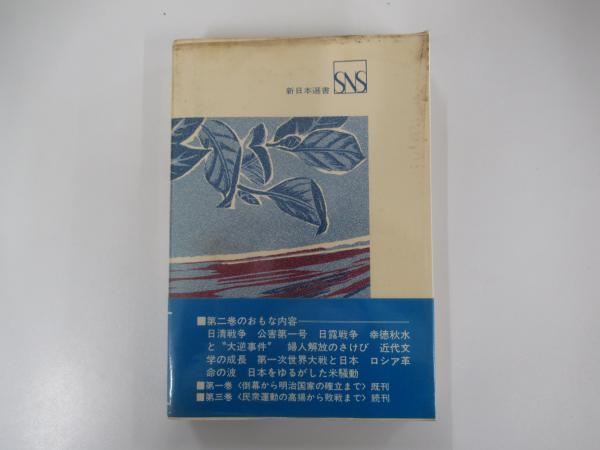 新日本選書 SNS
■第二巻のおもな内容
日清戦争 公害第一号 日露戦争 幸徳秋水
と〝大逆事件〟 婦人解放のさけび 近代文
学の成長 第一次世界大戦と日本 ロシア革
命の波 日本をゆるがした米騒動
■第一巻〈倒幕から明治国家の確立まで〉既刊
■第三巻〈民衆運動の高揚から敗戦まで〉続刊